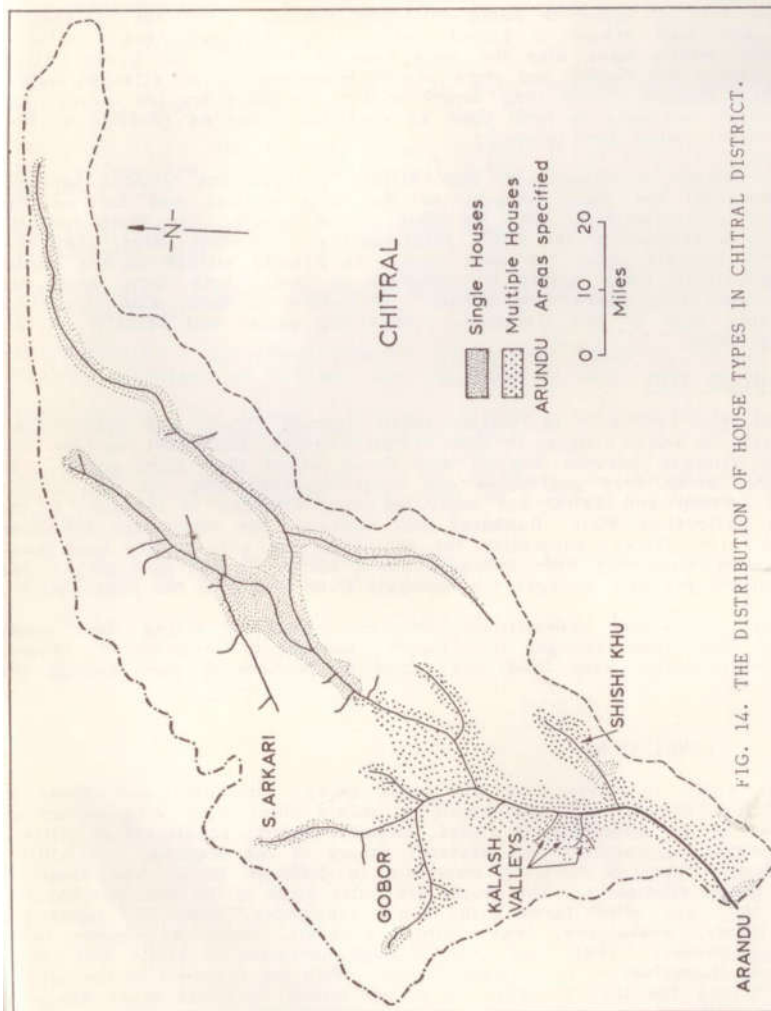 –N–
CHITRAL
Single Houses
Multiple Houses
ARUNDU Areas specified
0 10 20
Miles
S. ARKARI
GOBOR
KALASH
VALLEYS
SHISHI KHU
ARANDU
FIG. 14. THE DISTRIBUTION OF HOUSE TYPES IN CHITRAL DISTRICT.